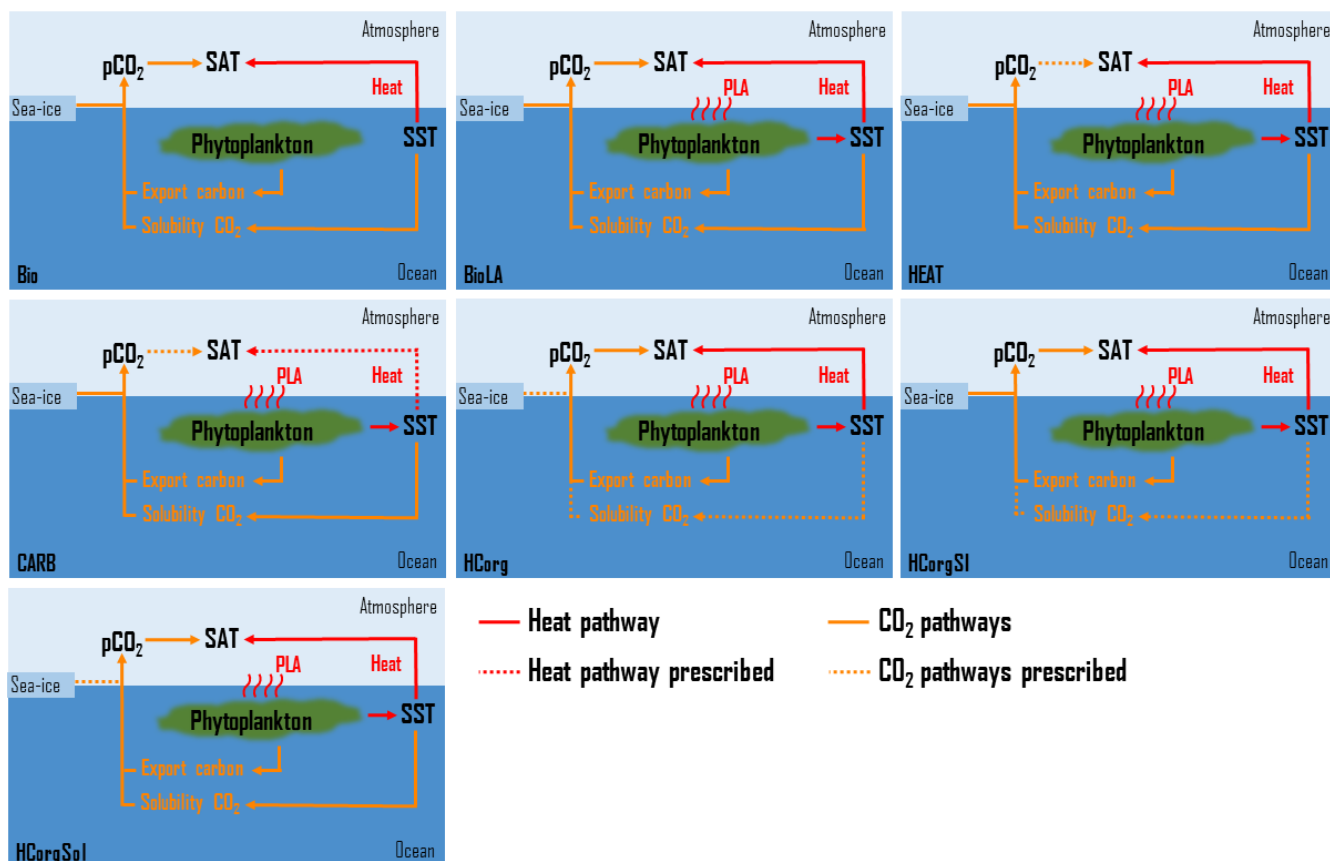 Atmosphere
pCO₂ SAT
Heat
Sea-ice
Phytoplankton SST
Export carbon
Solubility CO₂
Bio Ocean
Atmosphere
pCO₂ SAT
PLA Heat
Sea-ice
Phytoplankton SST
Export carbon
Solubility CO₂
BioLA Ocean
Atmosphere
pCO₂ SAT
PLA Heat
Sea-ice
Phytoplankton SST
Export carbon
Solubility CO₂
HEAT Ocean
Atmosphere
pCO₂ SAT
PLA Heat
Sea-ice
Phytoplankton SST
Export carbon
Solubility CO₂
CARB Ocean
Atmosphere
pCO₂ SAT
PLA Heat
Sea-ice
Phytoplankton SST
Export carbon
Solubility CO₂
HCorg Ocean
Atmosphere
pCO₂ SAT
PLA Heat
Sea-ice
Phytoplankton SST
Export carbon
Solubility CO₂
HCorgSI Ocean
Atmosphere
pCO₂ SAT
PLA Heat
Sea-ice
Phytoplankton SST
Export carbon
Solubility CO₂
HCorgSol Ocean
Heat pathway
Heat pathway prescribed
CO₂ pathways
CO₂ pathways prescribed